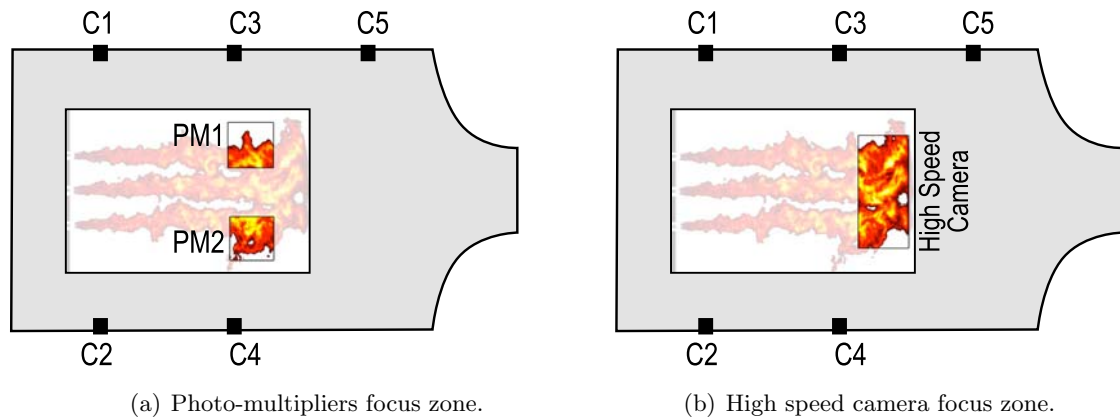 C1 C3 C5
PM1
PM2
C2 C4
(a) Photo-multipliers focus zone.
C1 C3 C5
High Speed
Camera
C2 C4
(b) High speed camera focus zone.